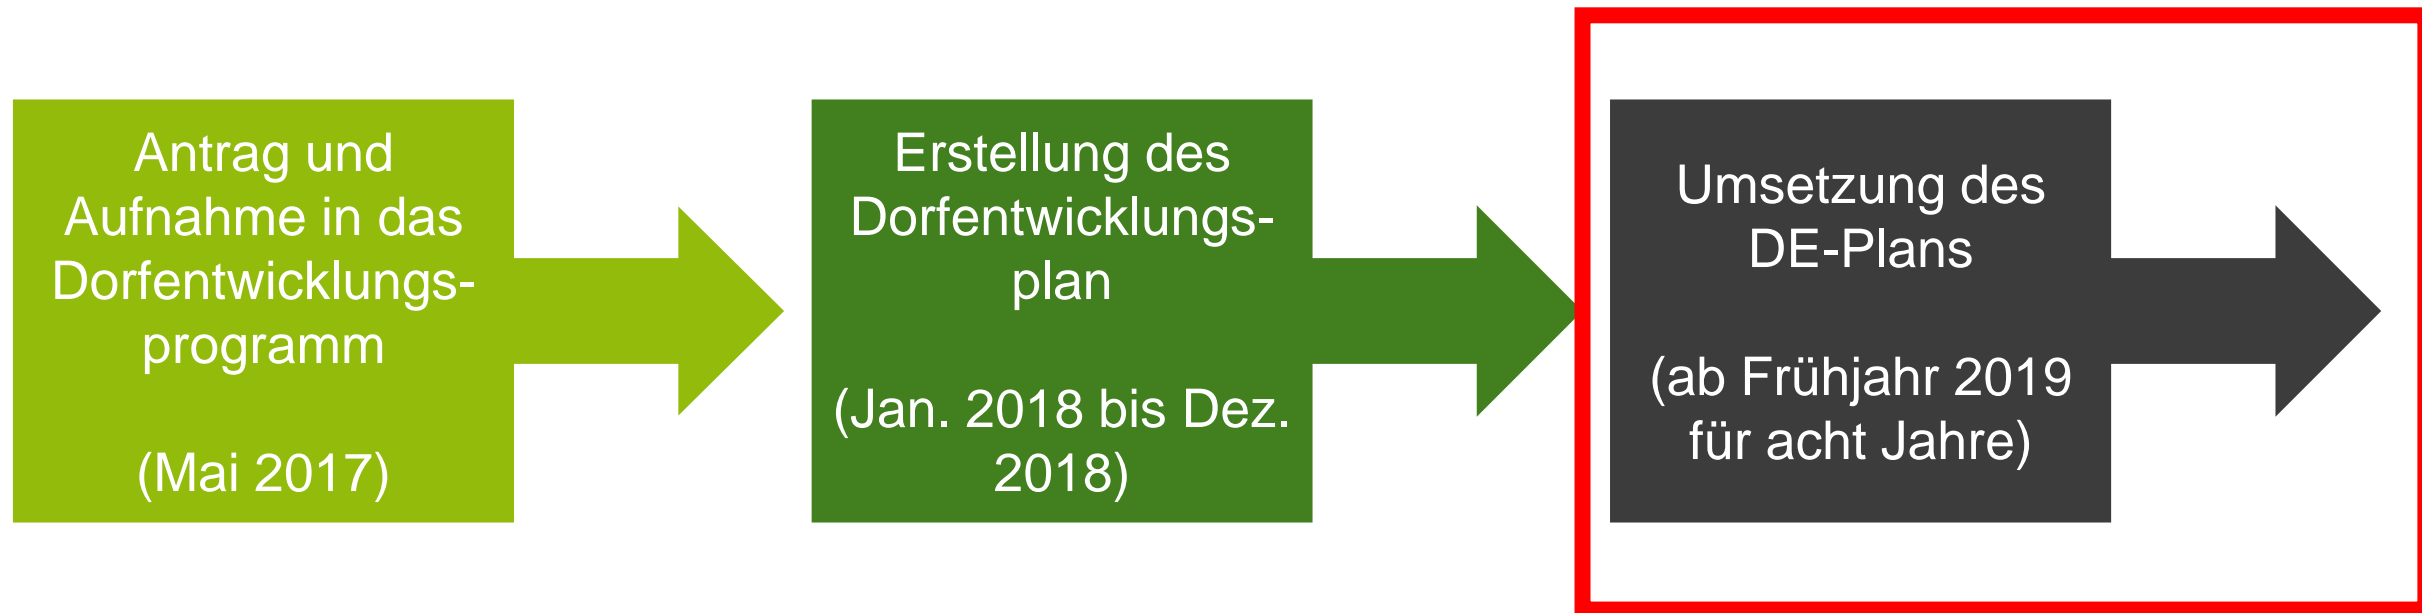 Antrag und
Aufnahme in das
Dorfentwicklungs-
programm
(Mai 2017)
Erstellung des
Dorfentwicklungs-
plan
(Jan. 2018 bis Dez.
2018)
Umsetzung des
DE-Plans
(ab Frühjahr 2019
für acht Jahre)